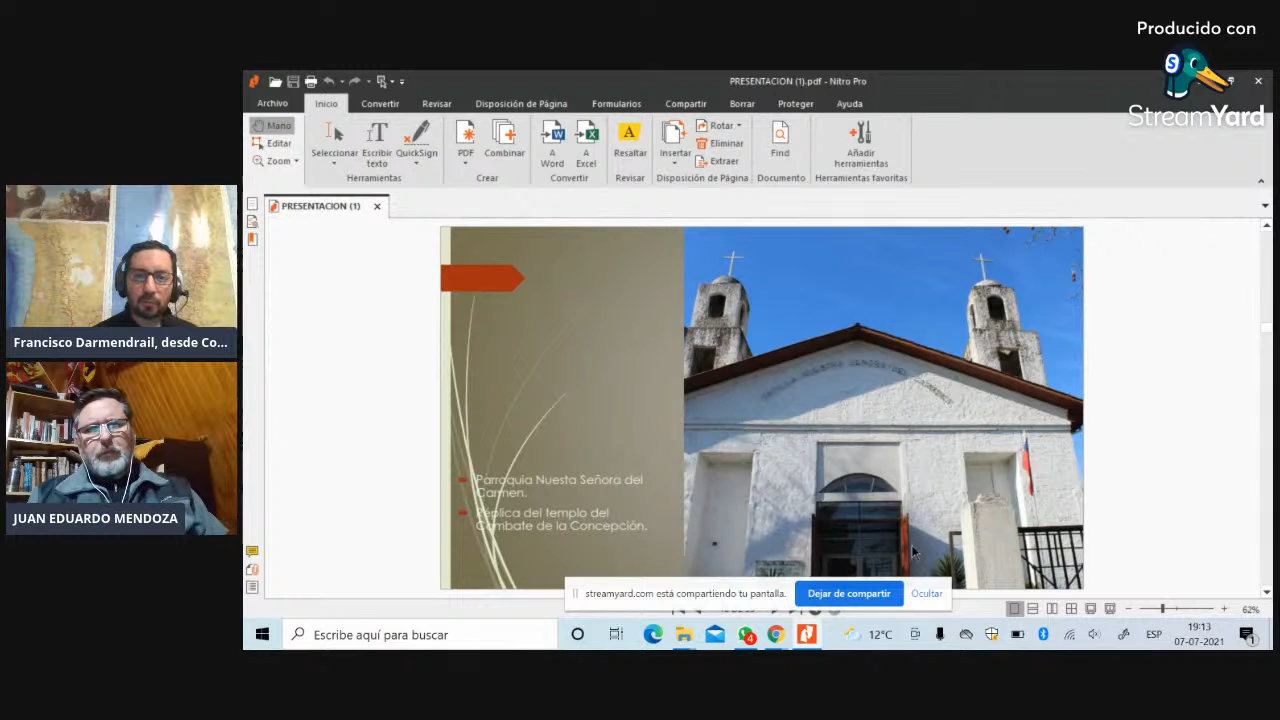 Producido con
StreamYard
PRESENTACION (1).pdf - Nitro Pro
Archivo Inicio Convertir Revisar Disposición de Página Formularios Compartir Borrar Proteger Ayuda
Mano
Editar
Zoom
Seleccionar
Escribir texto
QuickSign
Herramientas
PDF
Combinar
Crear
A Word
A Excel
Convertir
Resaltar
Revisar
Insertar
Rotar
Eliminar
Extraer
Disposición de Página
Find
Documento
Añadir herramientas
Herramientas favoritas
PRESENTACION (1)
Francisco Darmendrail, desde Co...
JUAN EDUARDO MENDOZA
Parroquia Nuesta Señora del
Carmen.
Réplica del templo del
Combate de la Concepción.
streamyard.com está compartiendo tu pantalla.
Dejar de compartir
Ocultar
62%
Escribe aquí para buscar
4
12°C
ESP
19:13
07-07-2021
1